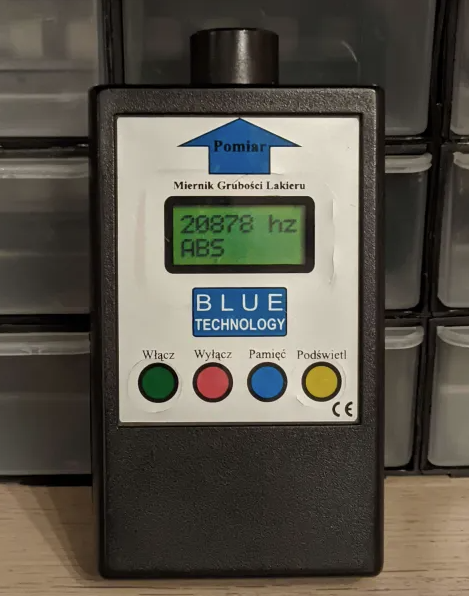 Pomiar
Miernik Grubości Lakieru
20878 hz
ABS
BLUE
TECHNOLOGY
Włącz Wyłącz Pamięć Podświetl
CE